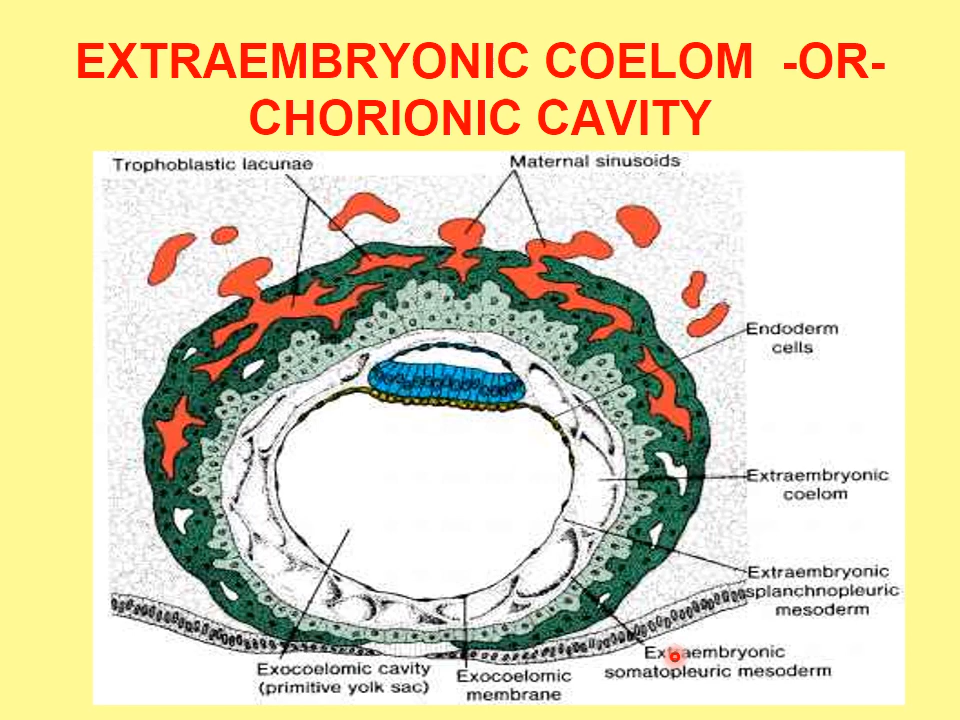 EXTRAEMBRYONIC COELOM -OR-
CHORIONIC CAVITY
Trophoblastic lacunae
Maternal sinusoids
Endoderm
cells
Extraembryonic
coelom
Extraembryonic
splanchnopleuric
mesoderm
Extraembryonic
somatopleuric mesoderm
Exocoelomic cavity
(primitive yolk sac)
Exocoelomic
membrane